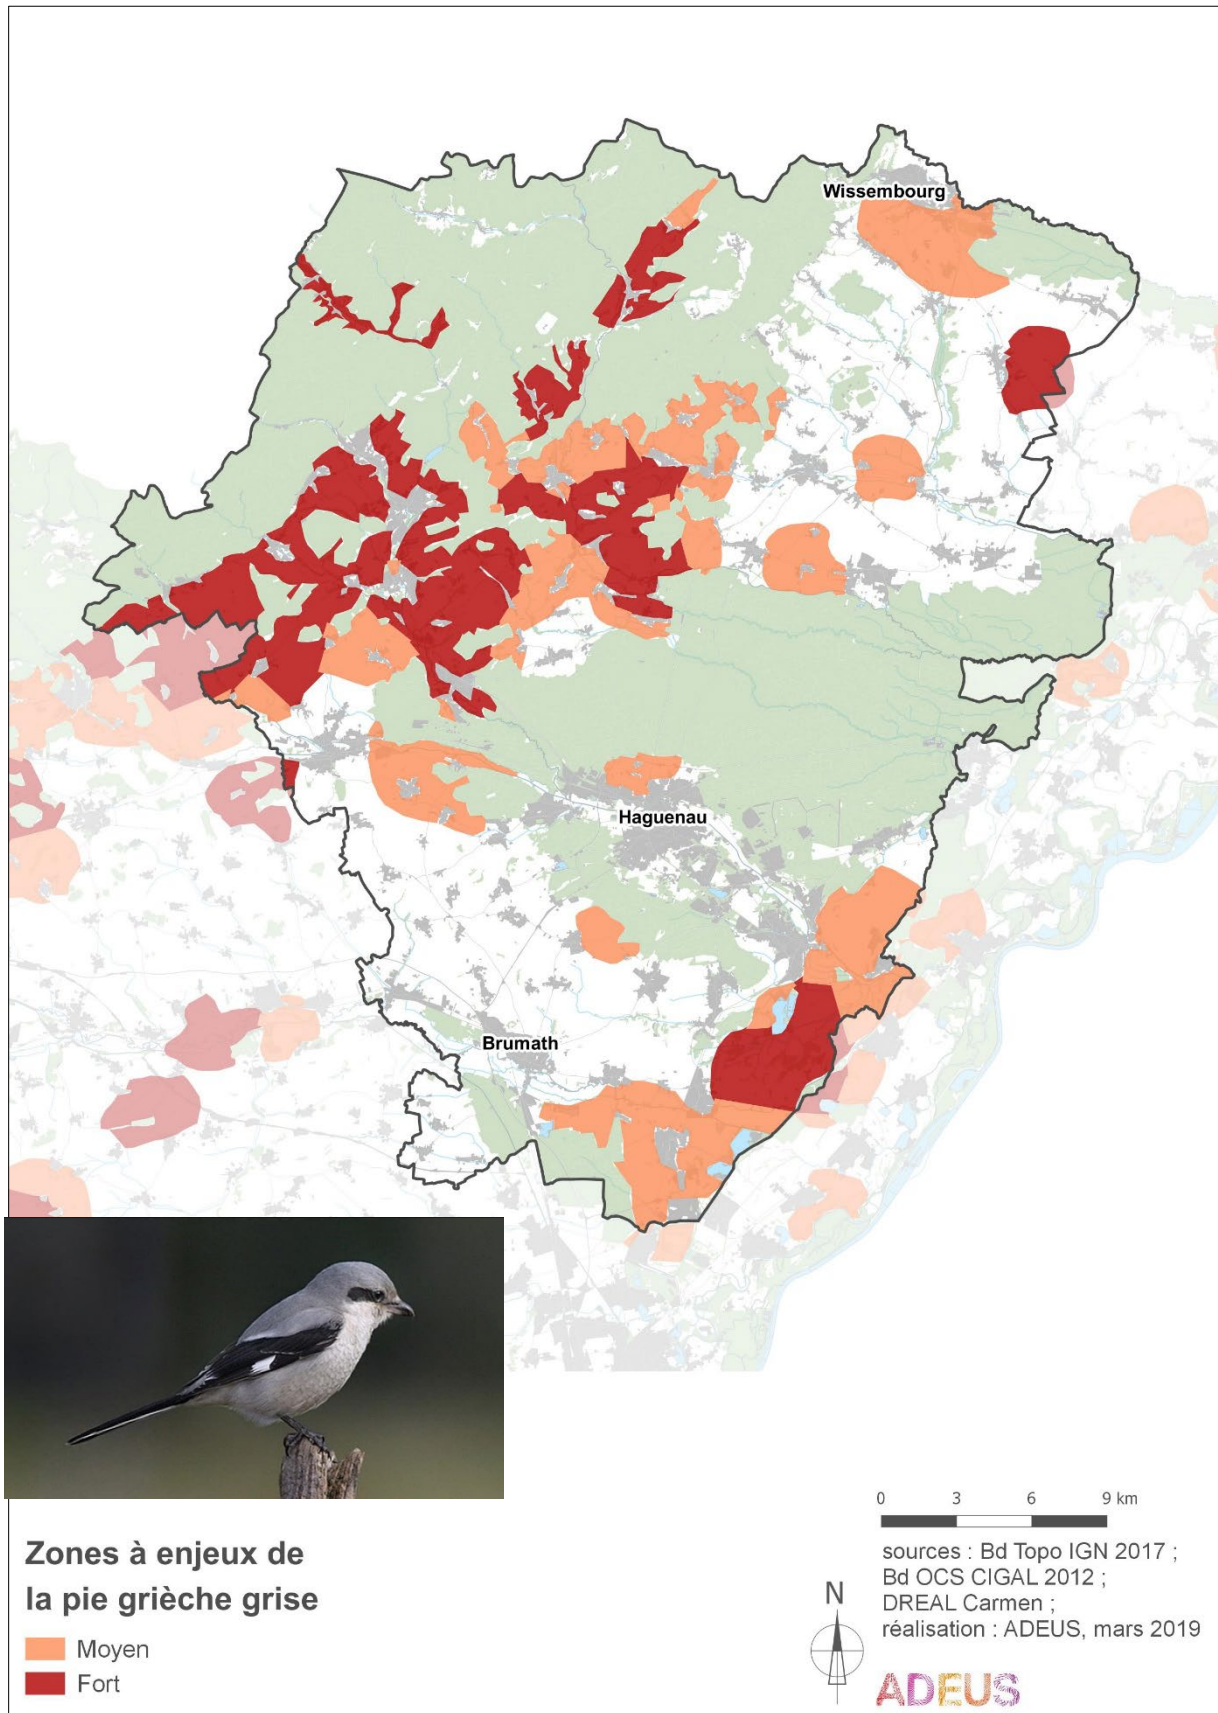 Wissembourg
Haguenau
Brumath
0 3 6 9 km
Zones à enjeux de
la pie grièche grise
Moyen
Fort
sources : Bd Topo IGN 2017 ;
Bd OCS CIGAL 2012 ;
DREAL Carmen ;
réalisation : ADEUS, mars 2019
N
ADEUS